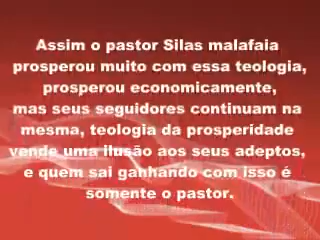 Assim o pastor Silas malafaia
prosperou muito com essa teologia,
prosperou economicamente,
mas seus seguidores continuam na
mesma, teologia da prosperidade
vende uma ilusão aos seus adeptos,
e quem sai ganhando com isso é
somente o pastor.